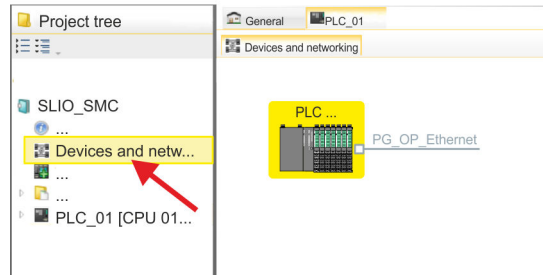 Project tree
General
PLC_01
Devices and networking
SLIO_SMC
...
Devices and netw...
...
...
PLC_01 [CPU 01...
PLC ...
PG_OP_Ethernet